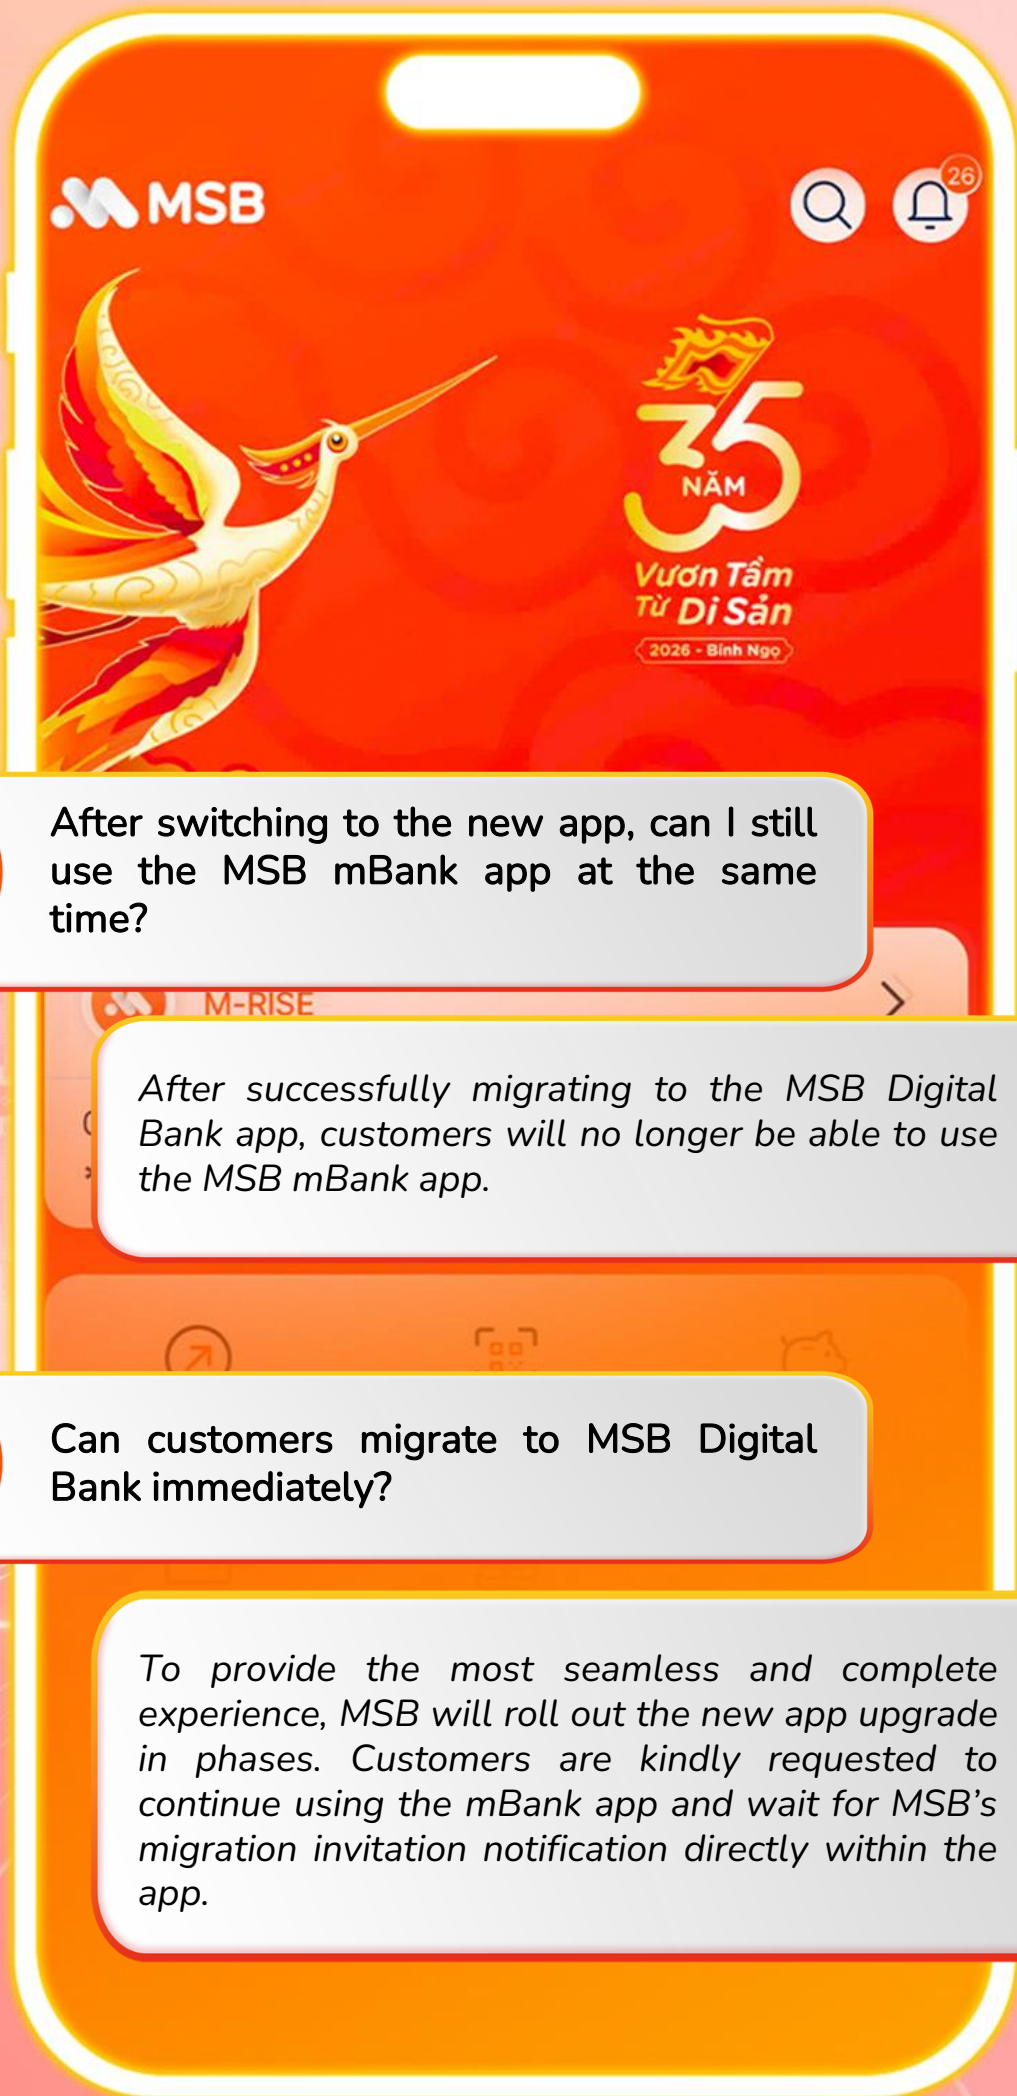 MSB
26
35
NĂM
Vươn Tầm
Từ Di Sản
2026 - Bính Ngọ
After switching to the new app, can I still
use the MSB mBank app at the same
time?
M-RISE
After successfully migrating to the MSB Digital
Bank app, customers will no longer be able to use
the MSB mBank app.
Can customers migrate to MSB Digital
Bank immediately?
To provide the most seamless and complete
experience, MSB will roll out the new app upgrade
in phases. Customers are kindly requested to
continue using the mBank app and wait for MSB’s
migration invitation notification directly within the
app.